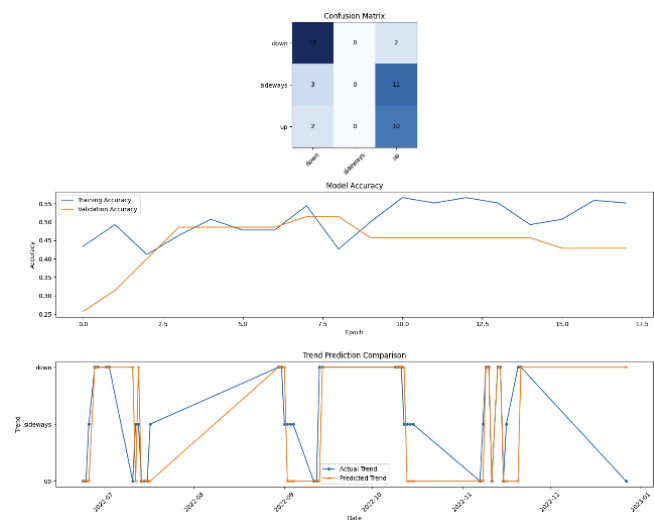 Confusion Matrix
down 0 2
sideways 3 0 11
up 2 0 10
down sideways up
Model Accuracy
Training Accuracy
Validation Accuracy
0.55
0.50
0.45
0.40
0.35
0.30
0.25
Accuracy
0.0 2.5 5.0 7.5 10.0 12.5 15.0 17.5
Epoch
Trend Prediction Comparison
down
sideways
up
Trend
Actual Trend
Predicted Trend
2022-07 2022-08 2022-09 2022-10 2022-11 2022-12 2023-01
Date